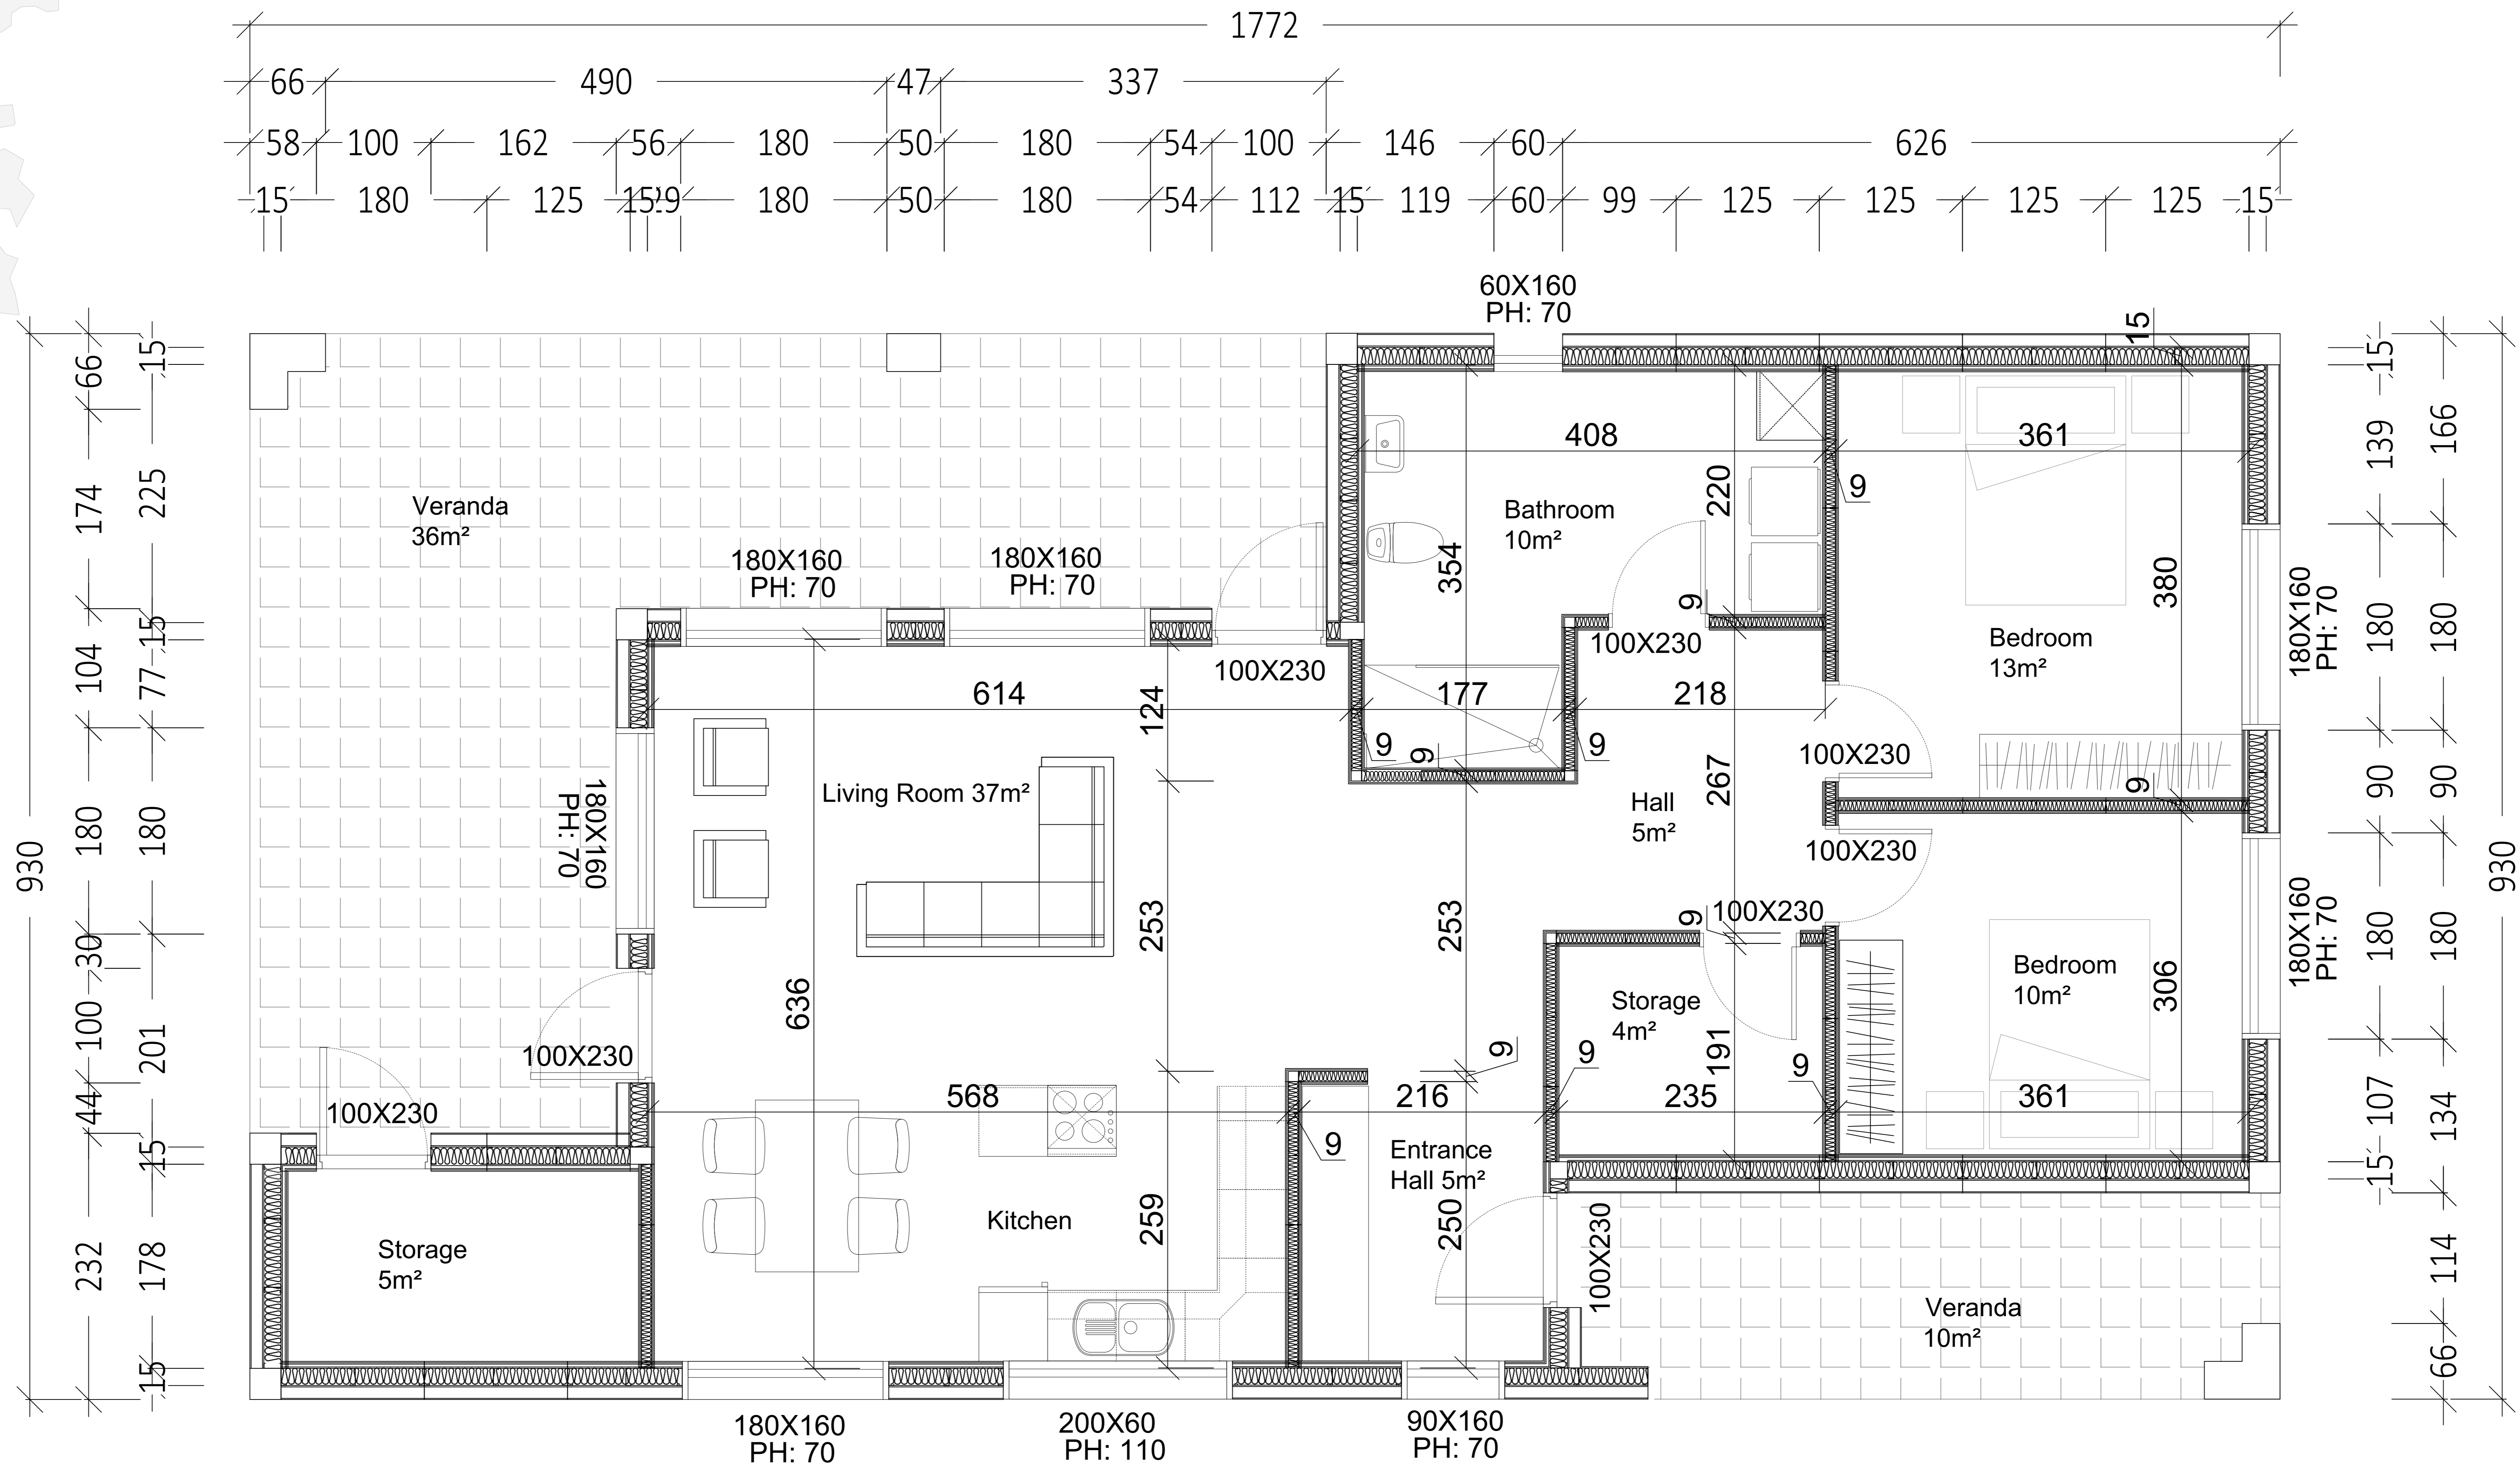 1772
66 490 47 337
58 100 162 56 180 50 180 54 100 146 60 626
15 180 125 15 29 180 50 180 54 112 15 119 60 99 125 125 125 125 15
60X160
PH: 70
15
930
66
174
104
180
30
100
44
232
15
225
15
77
180
201
15
178
15
15
139
180
90
180
107
15
166
180
90
180
134
114
66
930
408
361
9
220
Bathroom
10m²
354
380
Veranda
36m²
180X160
PH: 70
180X160
PH: 70
100X230
9
100X230
Bedroom
13m²
180X160
PH: 70
614
124
177
218
9
9
9
100X230
9
Living Room 37m²
267
Hall
5m²
180X160
PH: 70
100X230
253
253
9
100X230
180X160
PH: 70
636
Storage
4m²
Bedroom
10m²
306
100X230
9
9
191
9
100X230
568
216
235
361
9
Entrance
Hall 5m²
Kitchen
259
250
100X230
Storage
5m²
Veranda
10m²
180X160
PH: 70
200X60
PH: 110
90X160
PH: 70